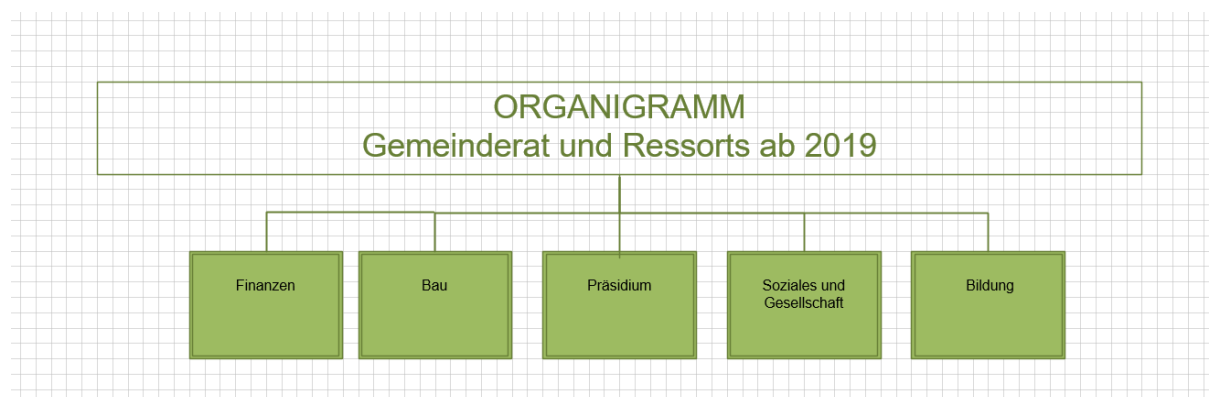 ORGANIGRAMM
Gemeinderat und Ressorts ab 2019
Finanzen
Bau
Präsidium
Soziales und
Gesellschaft
Bildung